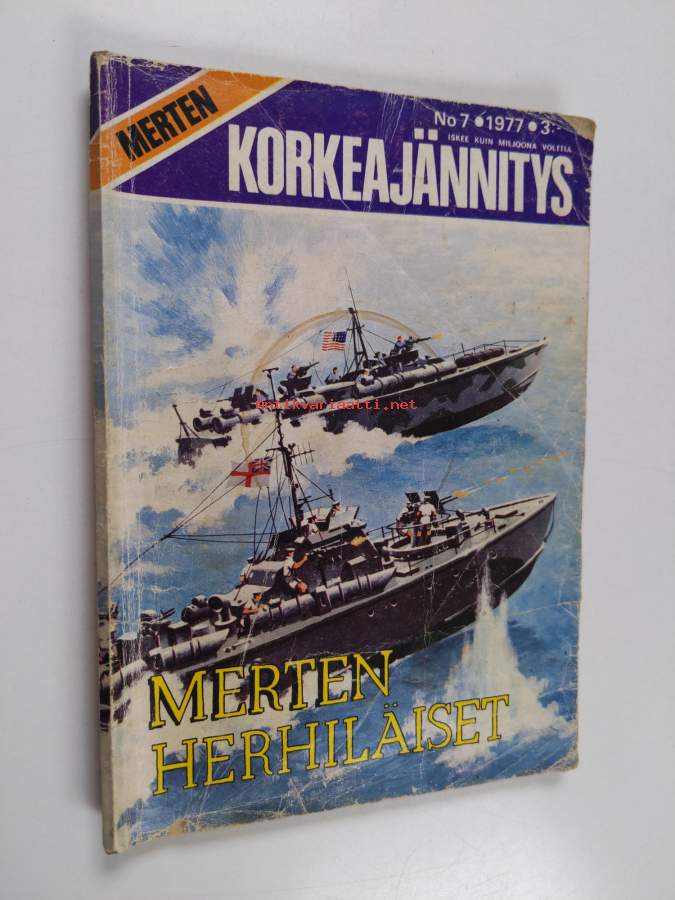 MERTEN
No 7 • 1977 • 3:-
ISKEE KUIN MILJOONA VOLTTIA
KORKEAJÄNNITYS
antikvariaatti.net
MERTEN
HERHILÄISET